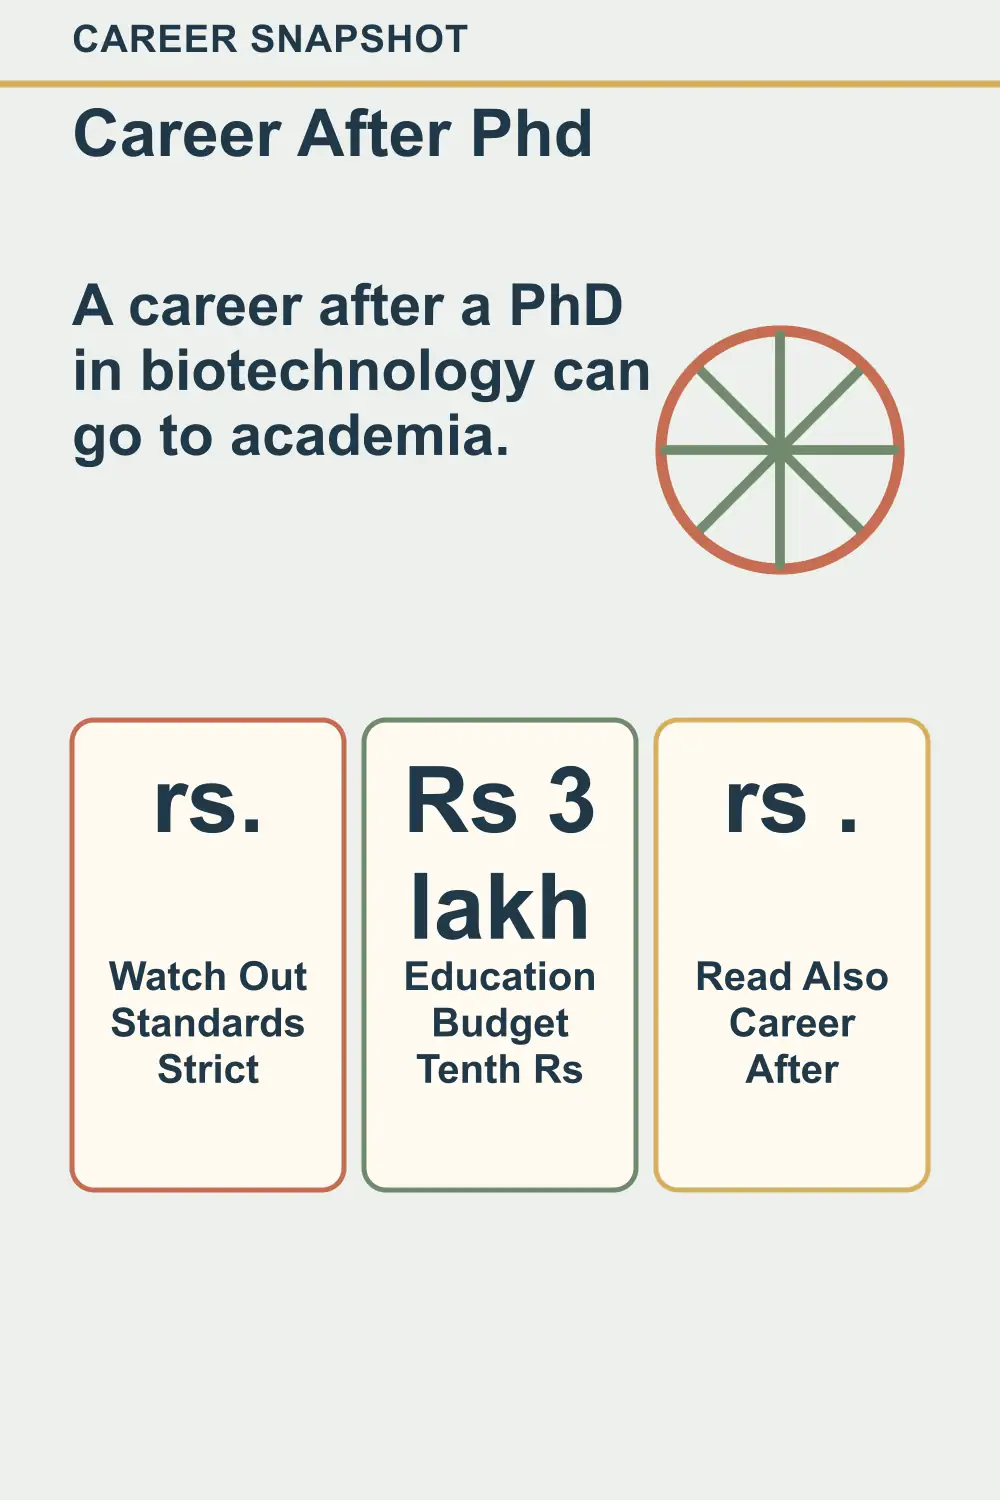 CAREER SNAPSHOT
Career After Phd
A career after a PhD
in biotechnology can
go to academia.
rs.
Watch Out
Standards
Strict
Rs 3
lakh
Education
Budget
Tenth Rs
rs .
Read Also
Career
After